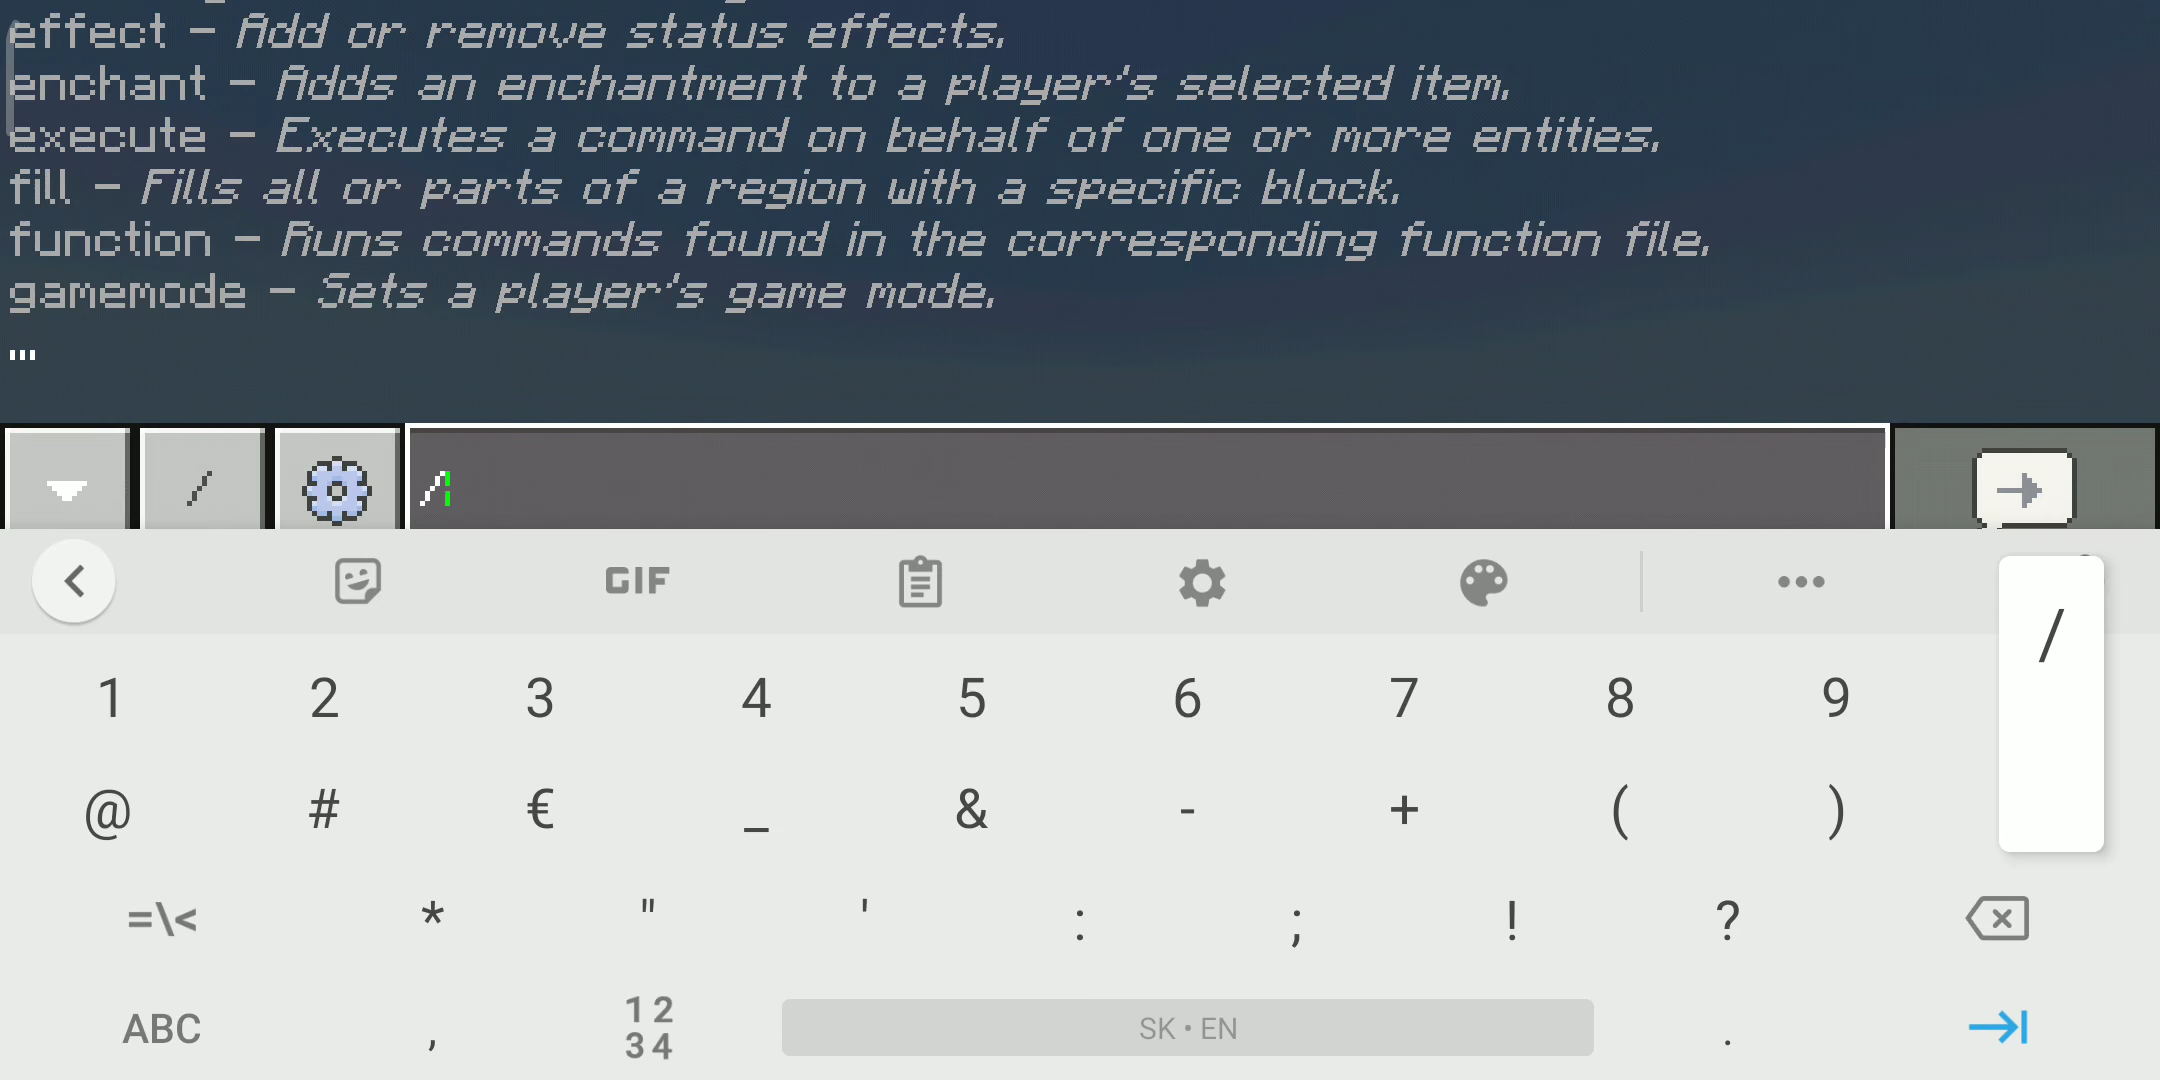 effect - Add or remove status effects.
enchant - Adds an enchantment to a player's selected item.
execute - Executes a command on behalf of one or more entities.
fill - Fills all or parts of a region with a specific block.
function - Runs commands found in the corresponding function file.
gamemode - Sets a player's game mode.
...
/
/
GIF
/
1 2 3 4 5 6 7 8 9
@ # € _ & - + ( )
=\< * " ' : ; ! ?
ABC , 12 34 SK • EN .